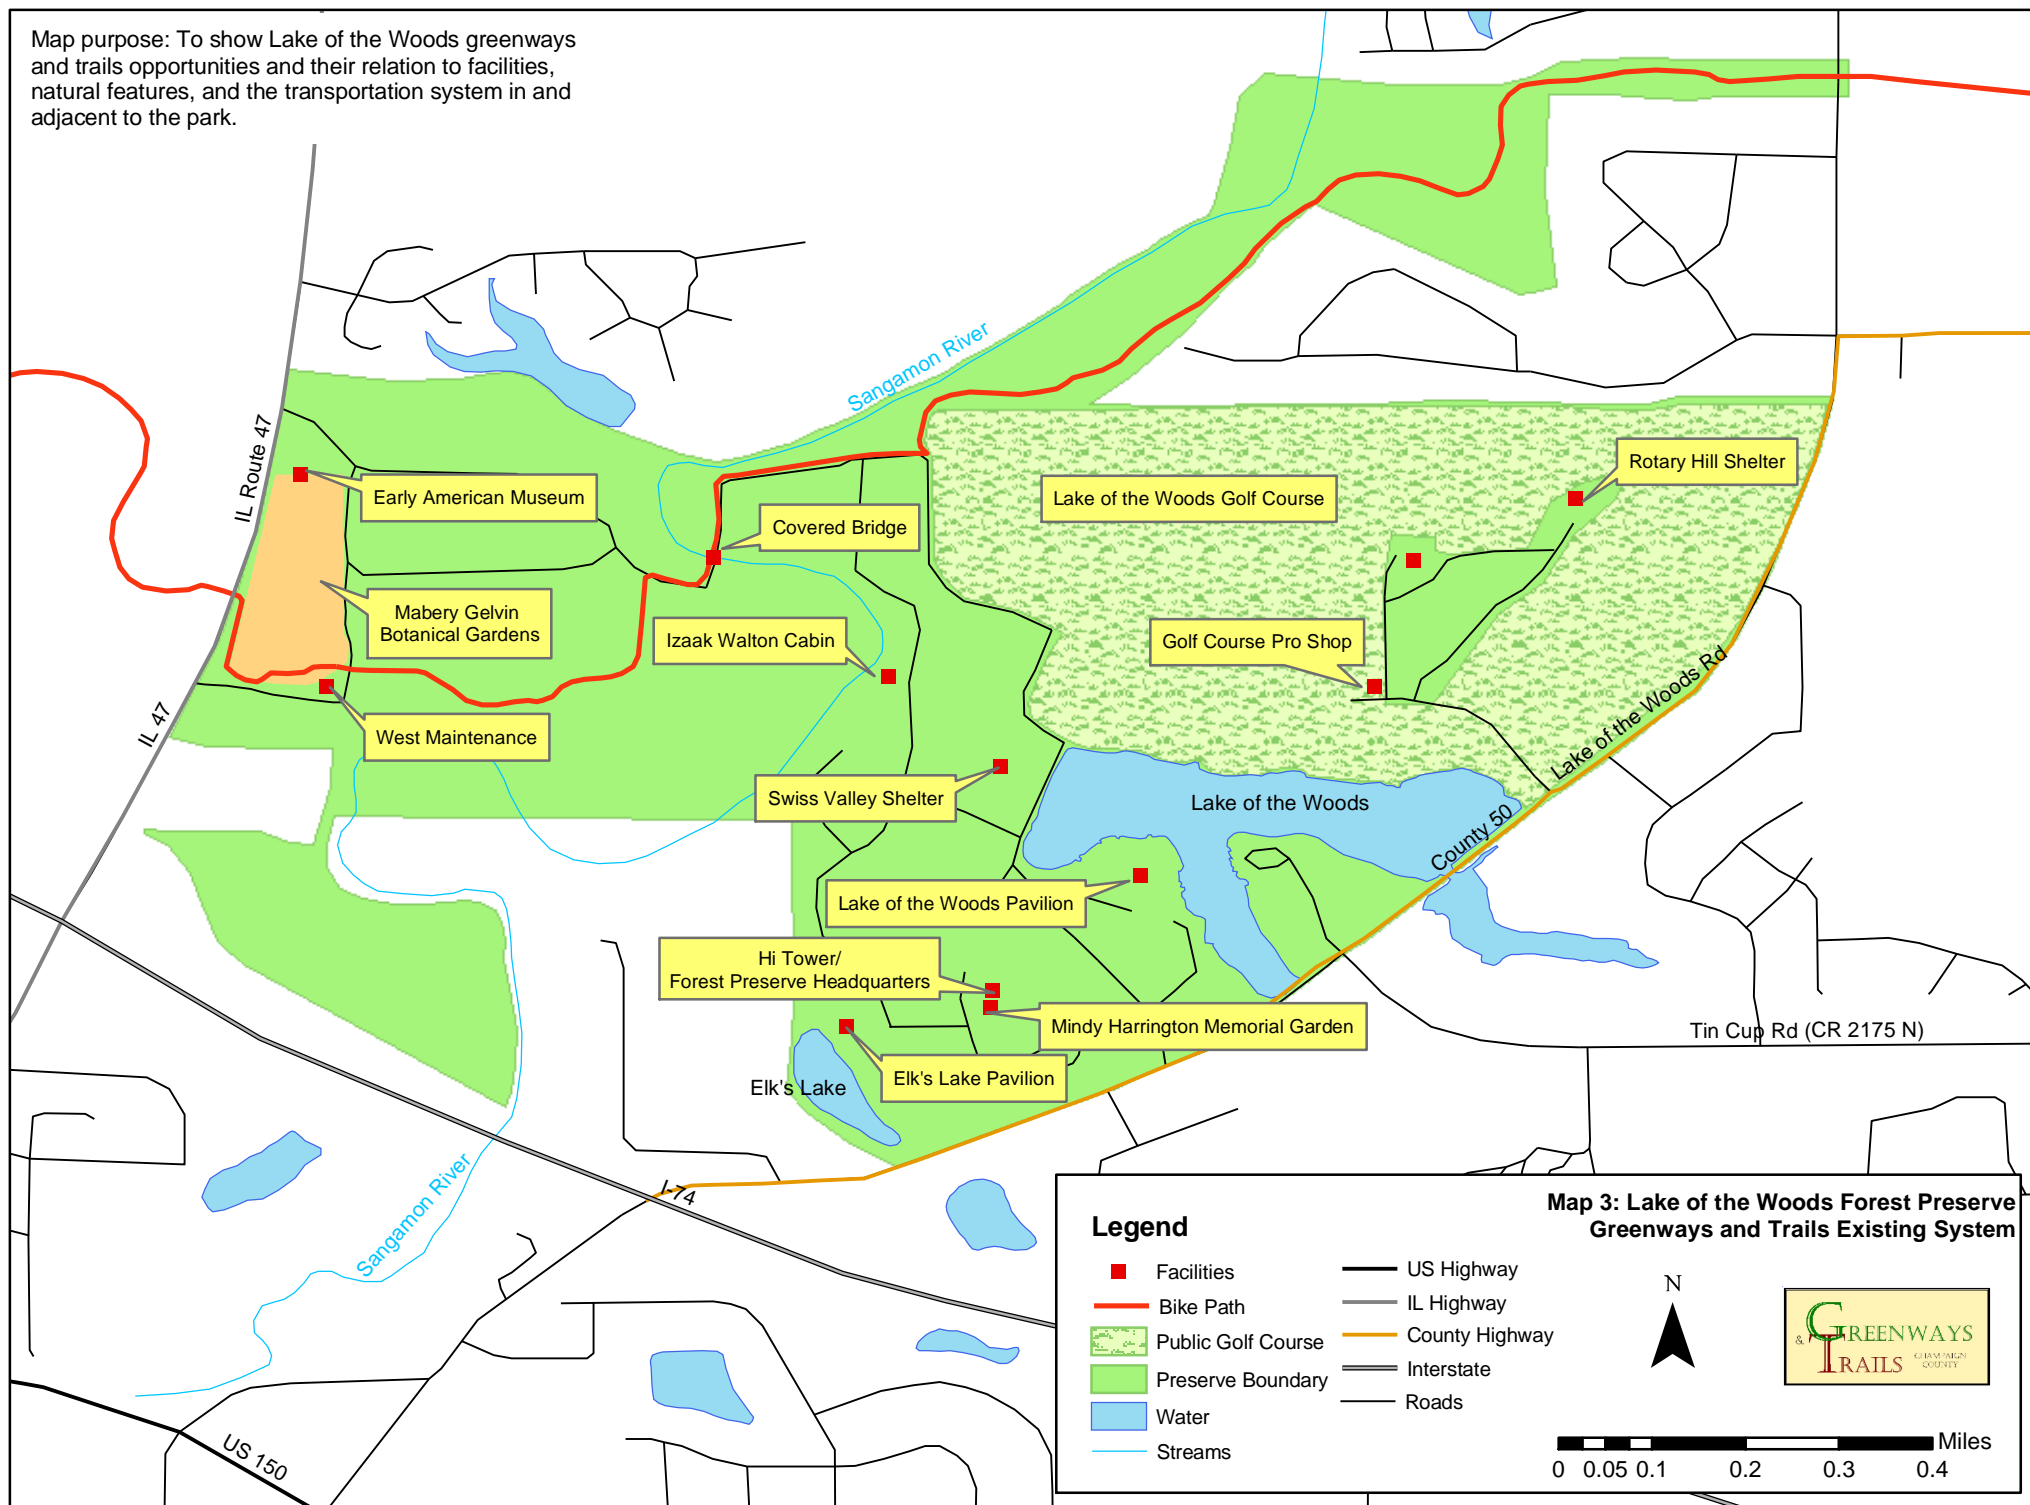 Map purpose: To show Lake of the Woods greenways
and trails opportunities and their relation to facilities,
natural features, and the transportation system in and
adjacent to the park.
IL Route 47
Sangamon River
Early American Museum
Covered Bridge
Lake of the Woods Golf Course
Rotary Hill Shelter
Mabery Gelvin
Botanical Gardens
Izaak Walton Cabin
Golf Course Pro Shop
IL 47
West Maintenance
Lake of the Woods Rd
Swiss Valley Shelter
Lake of the Woods
County 50
Lake of the Woods Pavilion
Hi Tower/
Forest Preserve Headquarters
Mindy Harrington Memorial Garden
Tin Cup Rd (CR 2175 N)
Elk's Lake
Elk's Lake Pavilion
Sangamon River
I-74
US 150
Map 3: Lake of the Woods Forest Preserve
Greenways and Trails Existing System
Legend
Facilities
Bike Path
Public Golf Course
Preserve Boundary
Water
Streams
US Highway
IL Highway
County Highway
Interstate
Roads
N
GREENWAYS
& TRAILS
CHAMPAIGN
COUNTY
Miles
0 0.05 0.1 0.2 0.3 0.4